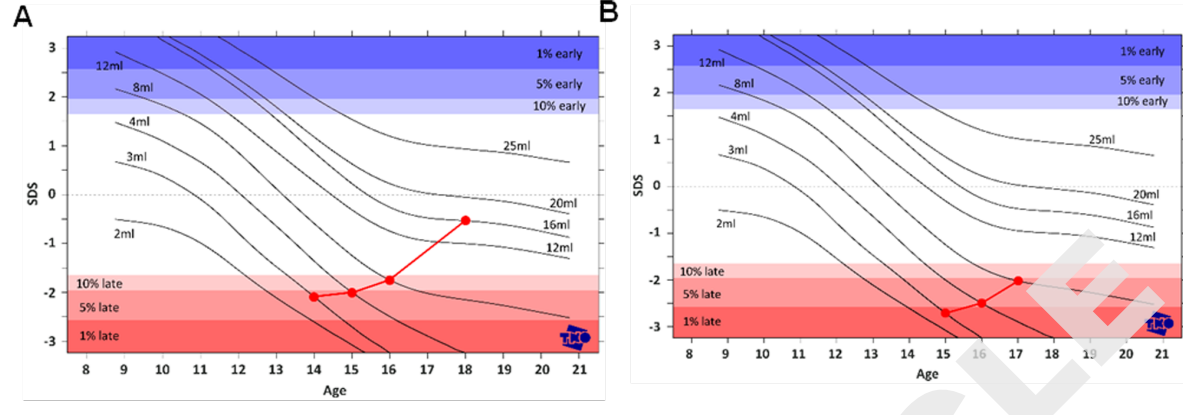 A
3
2
1
0
-1
-2
-3
SDS
1% early
5% early
10% early
12ml
8ml
4ml
3ml
2ml
25ml
20ml
16ml
12ml
10% late
5% late
1% late
TNO
8 9 10 11 12 13 14 15 16 17 18 19 20 21
Age
B
3
2
1
0
-1
-2
-3
SDS
1% early
5% early
10% early
12ml
8ml
4ml
3ml
2ml
25ml
20ml
16ml
12ml
10% late
5% late
1% late
TNO
8 9 10 11 12 13 14 15 16 17 18 19 20 21
Age